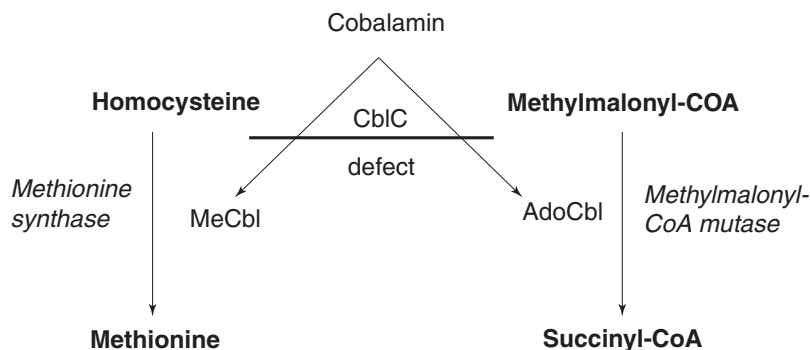 Cobalamin
Homocysteine
Methylmalonyl-COA
CblC
defect
Methionine
synthase
MeCbl
AdoCbl
Methylmalonyl-
CoA mutase
Methionine
Succinyl-CoA